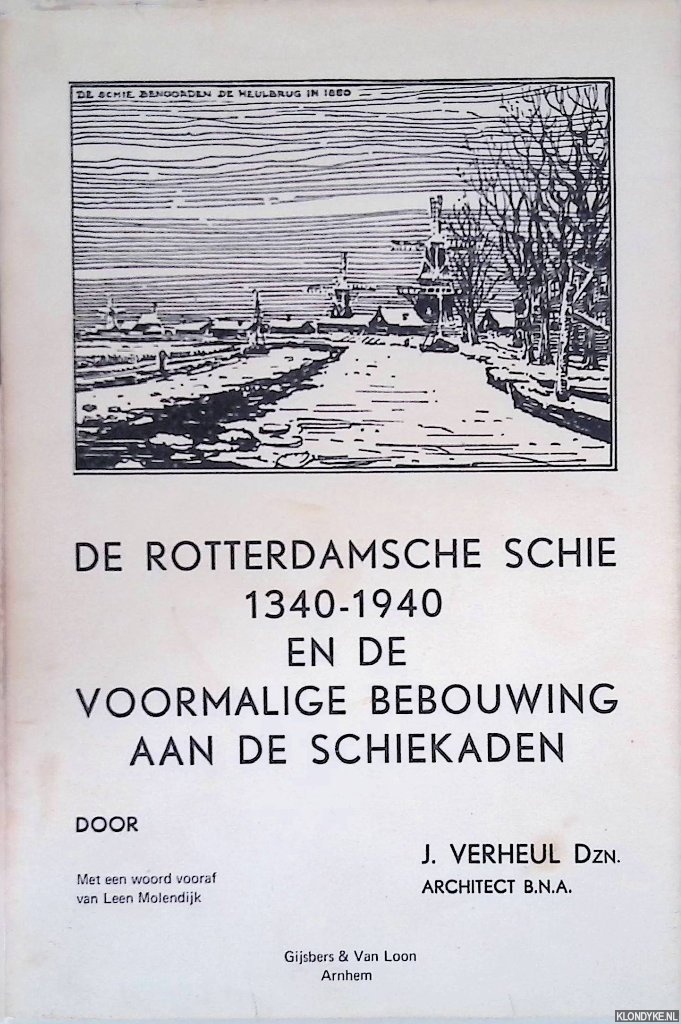 DE SCHIE BENOORDEN DE HEULBRUG IN 1860
DE ROTTERDAMSCHE SCHIE
1340-1940
EN DE
VOORMALIGE BEBOUWING
AAN DE SCHIEKADEN
DOOR
J. VERHEUL DZN.
ARCHITECT B.N.A.
Met een woord vooraf
van Leen Molendijk
Gijsbers & Van Loon
Arnhem
KLONDYKE.NL